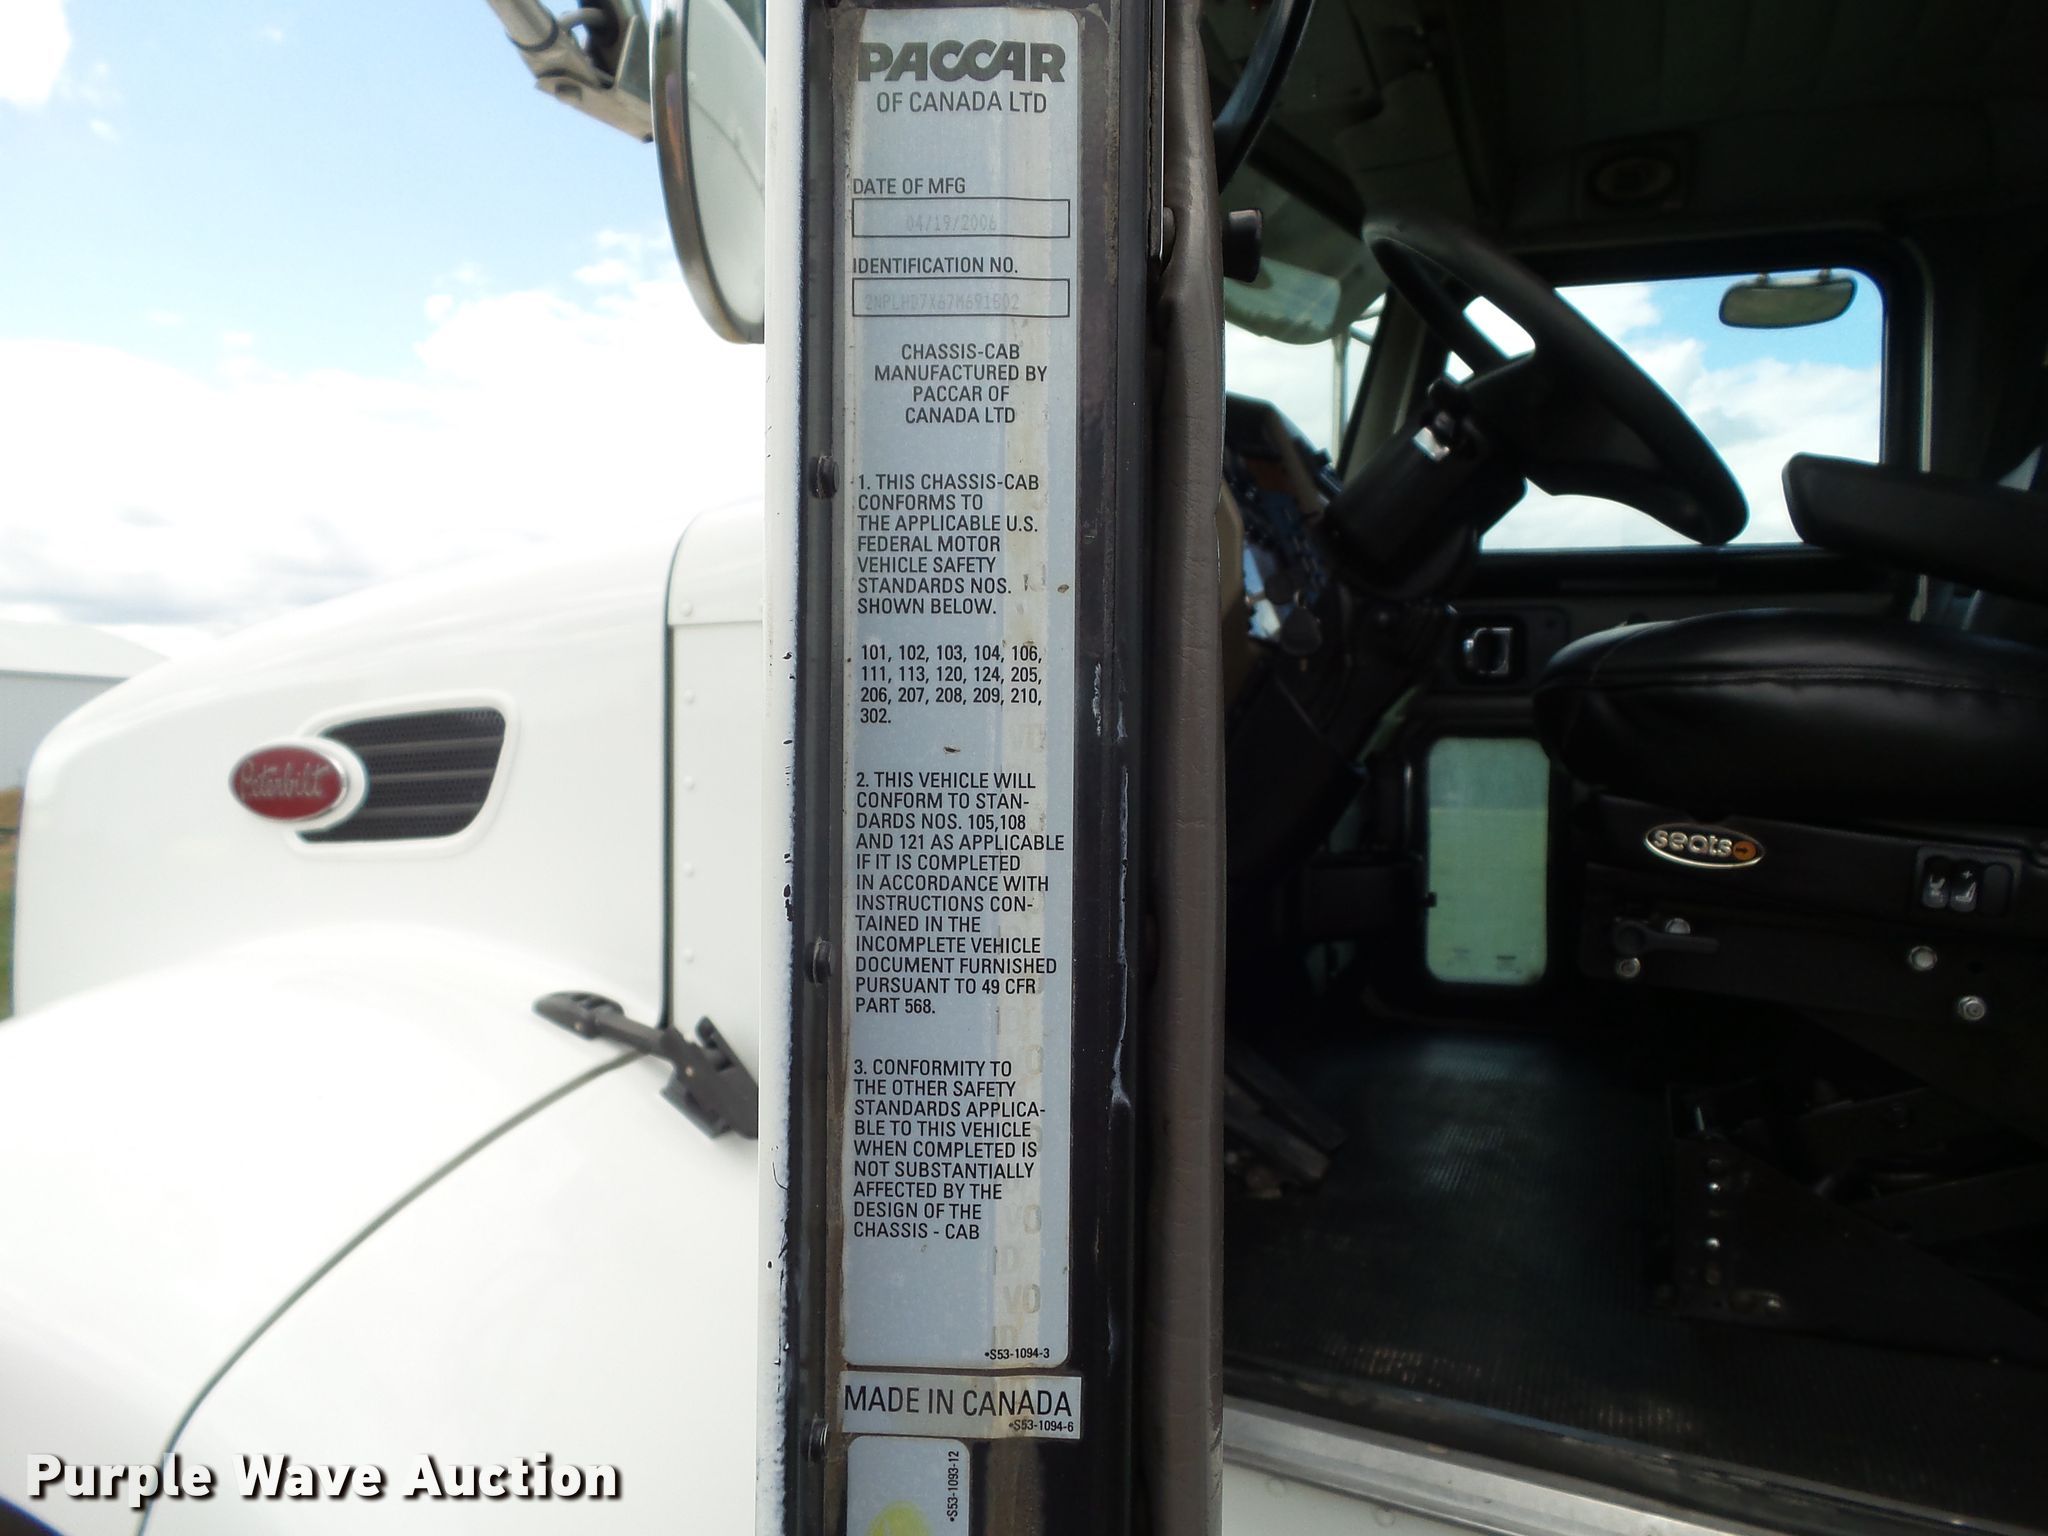 PACCAR
OF CANADA LTD
DATE OF MFG
04/19/2006
IDENTIFICATION NO.
CHASSIS-CAB
MANUFACTURED BY
PACCAR OF
CANADA LTD
1. THIS CHASSIS-CAB
CONFORMS TO
THE APPLICABLE U.S.
FEDERAL MOTOR
VEHICLE SAFETY
STANDARDS NOS.
SHOWN BELOW.
101, 102, 103, 104, 106,
111, 113, 120, 124, 205,
206, 207, 208, 209, 210,
302.
2. THIS VEHICLE WILL
CONFORM TO STAN-
DARDS NOS. 105,108
AND 121 AS APPLICABLE
IF IT IS COMPLETED
IN ACCORDANCE WITH
INSTRUCTIONS CON-
TAINED IN THE
INCOMPLETE VEHICLE
DOCUMENT FURNISHED
PURSUANT TO 49 CFR
PART 568.
3. CONFORMITY TO
THE OTHER SAFETY
STANDARDS APPLICA-
BLE TO THIS VEHICLE
WHEN COMPLETED IS
NOT SUBSTANTIALLY
AFFECTED BY THE
DESIGN OF THE
CHASSIS - CAB
•S53-1094-3
MADE IN CANADA
•S53-1094-6
•S53-1093-12
Peterbilt
seats
Purple Wave Auction